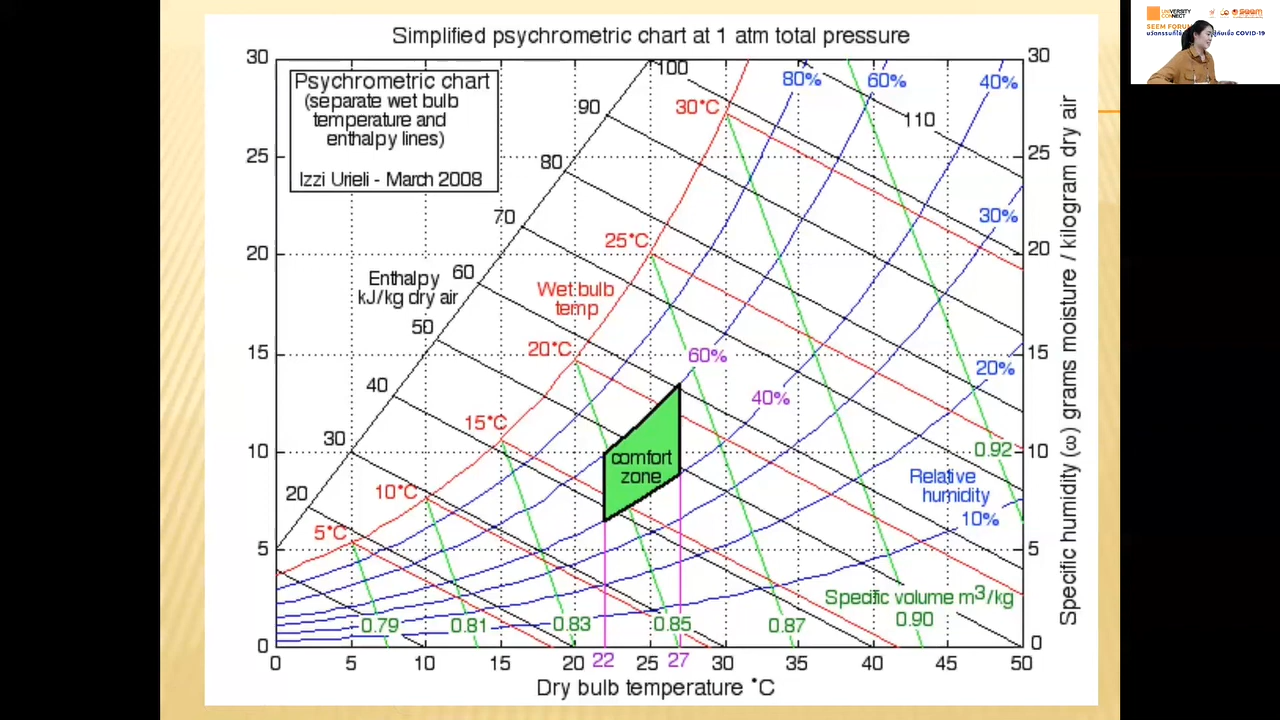 Simplified psychrometric chart at 1 atm total pressure
Psychrometric chart
(separate wet bulb
temperature and
enthalpy lines)
Izzi Urieli - March 2008
30
25
20
15
10
5
0
100
90
80
70
60
50
40
30
20
110
Enthalpy
kJ/kg dry air
Wet bulb
temp
30°C
25°C
20°C
15°C
10°C
5°C
80%
60%
40%
30%
20%
10%
Relative
humidity
60%
40%
comfort
zone
0.92
Specific volume m3/kg
0.79
0.81
0.83
0.85
0.87
0.90
30
25
20
15
10
5
0
Specific humidity (ω) grams moisture / kilogram dry air
0
5
10
15
20
22
25
27
30
35
40
45
50
Dry bulb temperature °C
UNIVERSITY
CONNECT
seem
SEEM FORUM
COVID-19